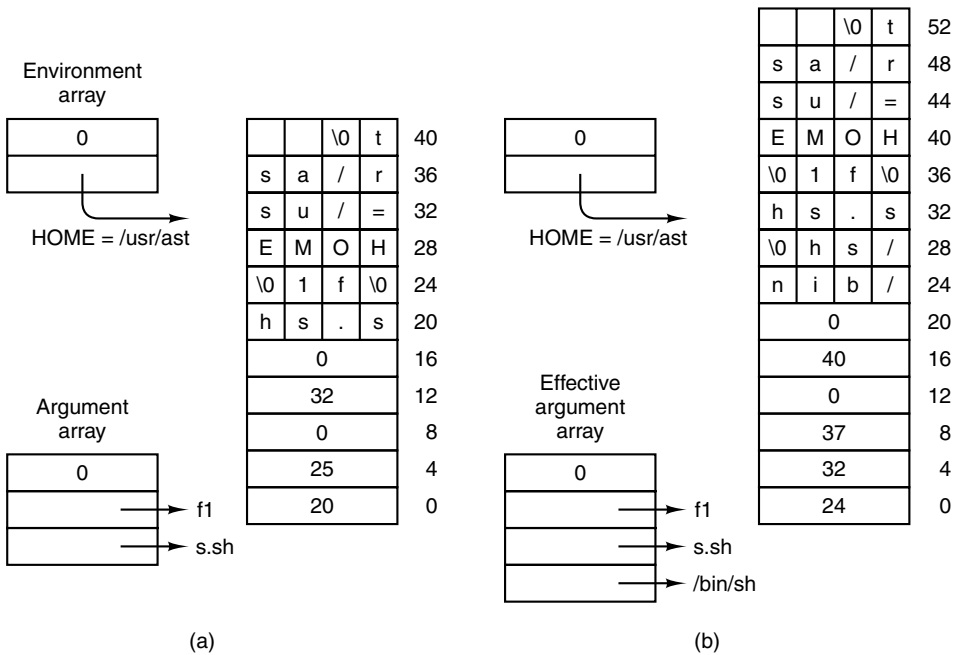 Environment
array
0
HOME = /usr/ast
Argument
array
0
f1
s.sh
\0 t 40
s a / r 36
s u / = 32
E M O H 28
\0 1 f \0 24
h s . s 20
0 16
32 12
0 8
25 4
20 0
(a)
0
HOME = /usr/ast
Effective
argument
array
0
f1
s.sh
/bin/sh
\0 t 52
s a / r 48
s u / = 44
E M O H 40
\0 1 f \0 36
h s . s 32
\0 h s / 28
n i b / 24
0 20
40 16
0 12
37 8
32 4
24 0
(b)